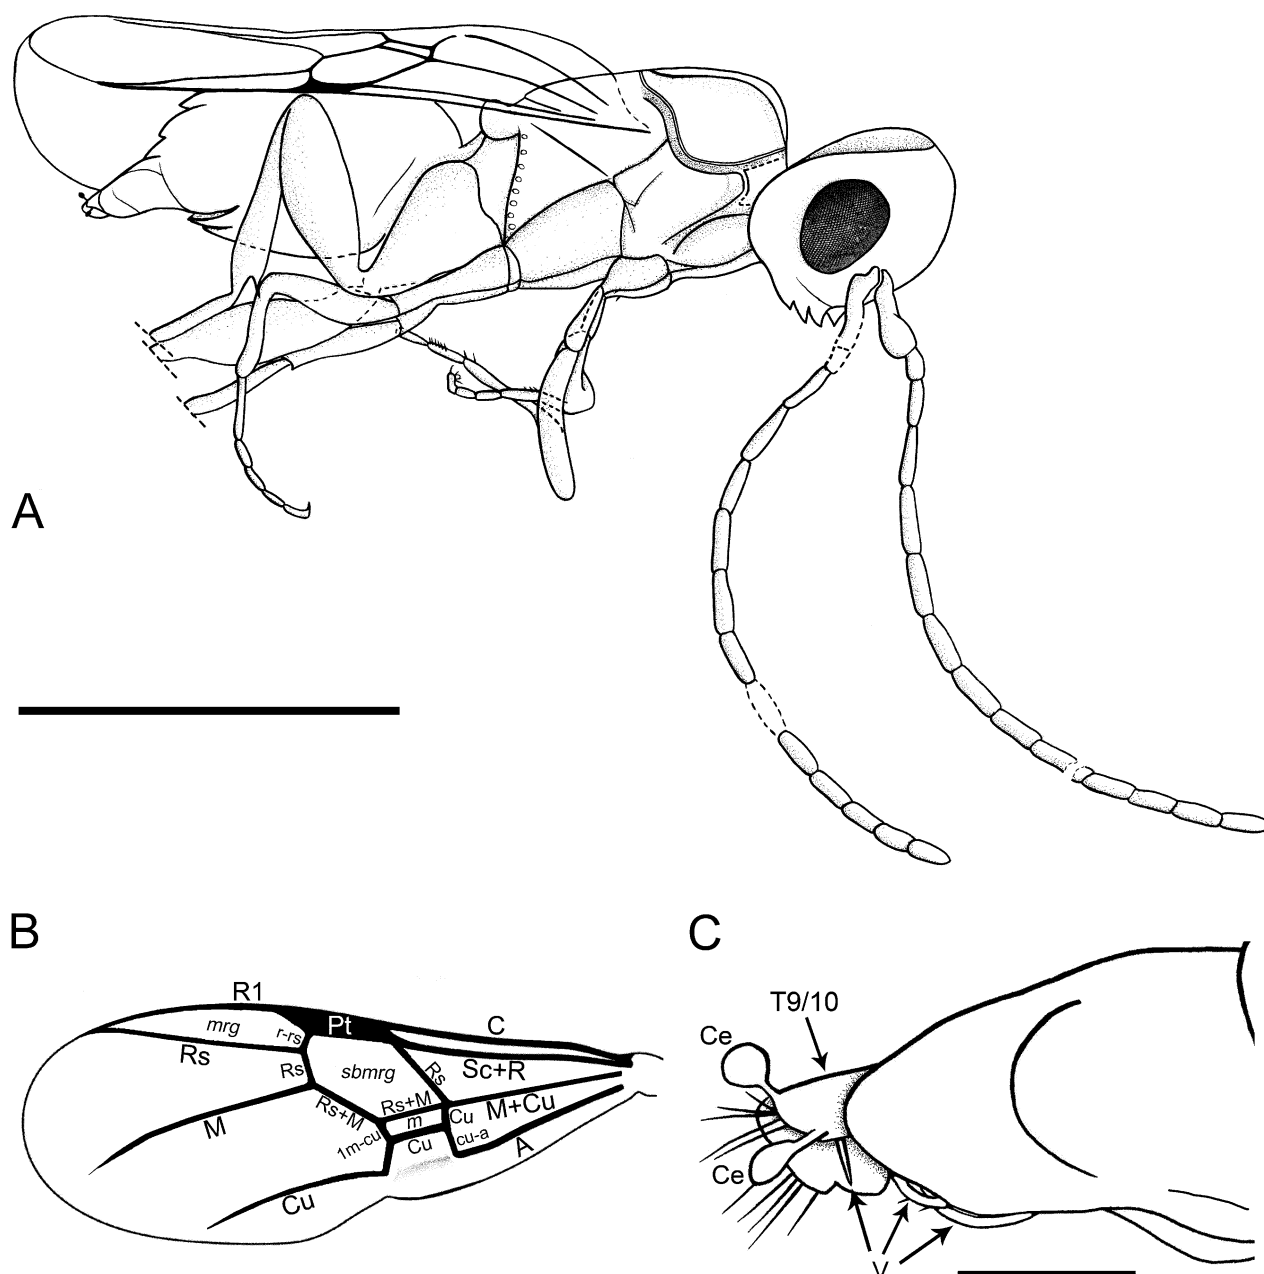 A
B
C
R1
mrg
r-rs
Pt
C
Rs
Rs
sbmrg
Rs
Sc+R
Rs+M
Rs+M
m
Cu
M+Cu
M
1m-cu
Cu
cu-a
A
Cu
T9/10
Ce
Ce
V